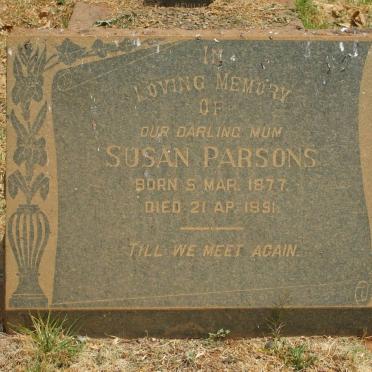 IN
LOVING MEMORY
OF
OUR DARLING MUM
SUSAN PARSONS
BORN 5 MAR. 1877.
DIED 21 AP. 1951.
TILL WE MEET AGAIN.